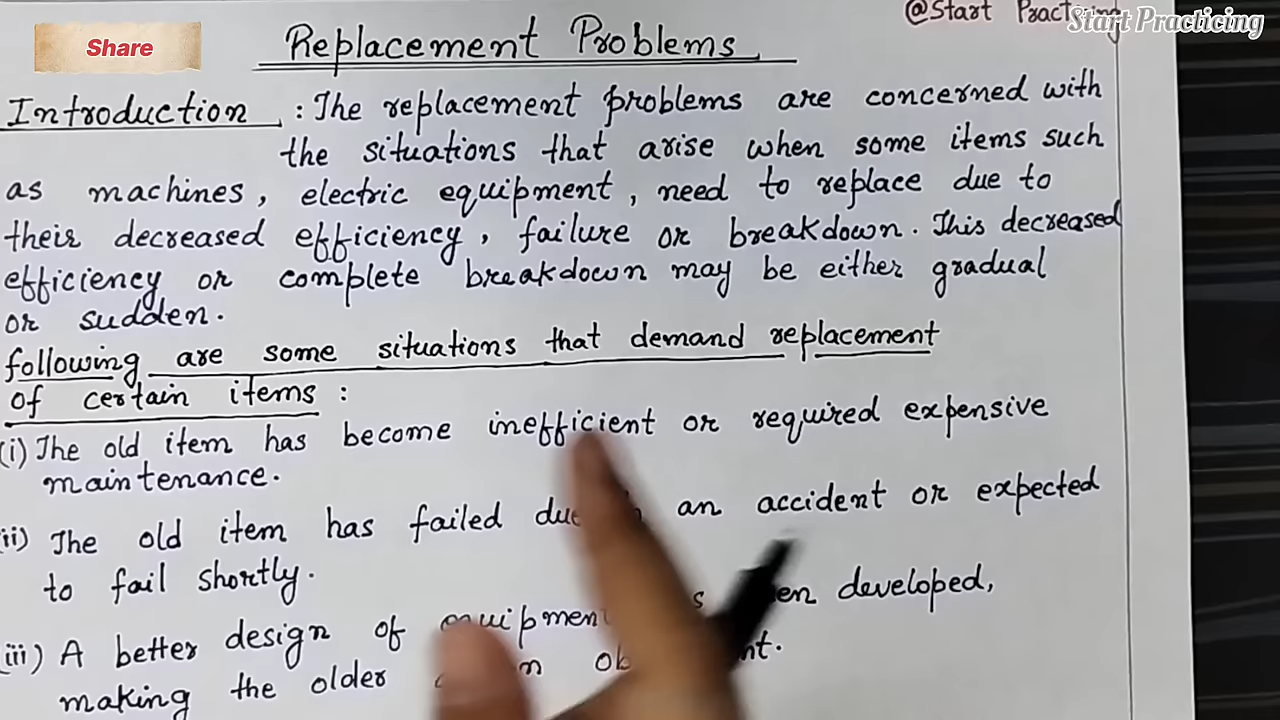 Share
@Start Practicing
Start Practicing
Replacement Problems
Introduction : The replacement problems are concerned with
the situations that arise when some items such
as machines, electric equipment, need to replace due to
their decreased efficiency, failure or breakdown. This decreased
efficiency or complete breakdown may be either gradual
or sudden.
following are some situations that demand replacement
of certain items :
(i) The old item has become inefficient or required expensive
maintenance.
(ii) The old item has failed due an accident or expected
to fail shortly.
(iii) A better design of equipment developed,
making the older